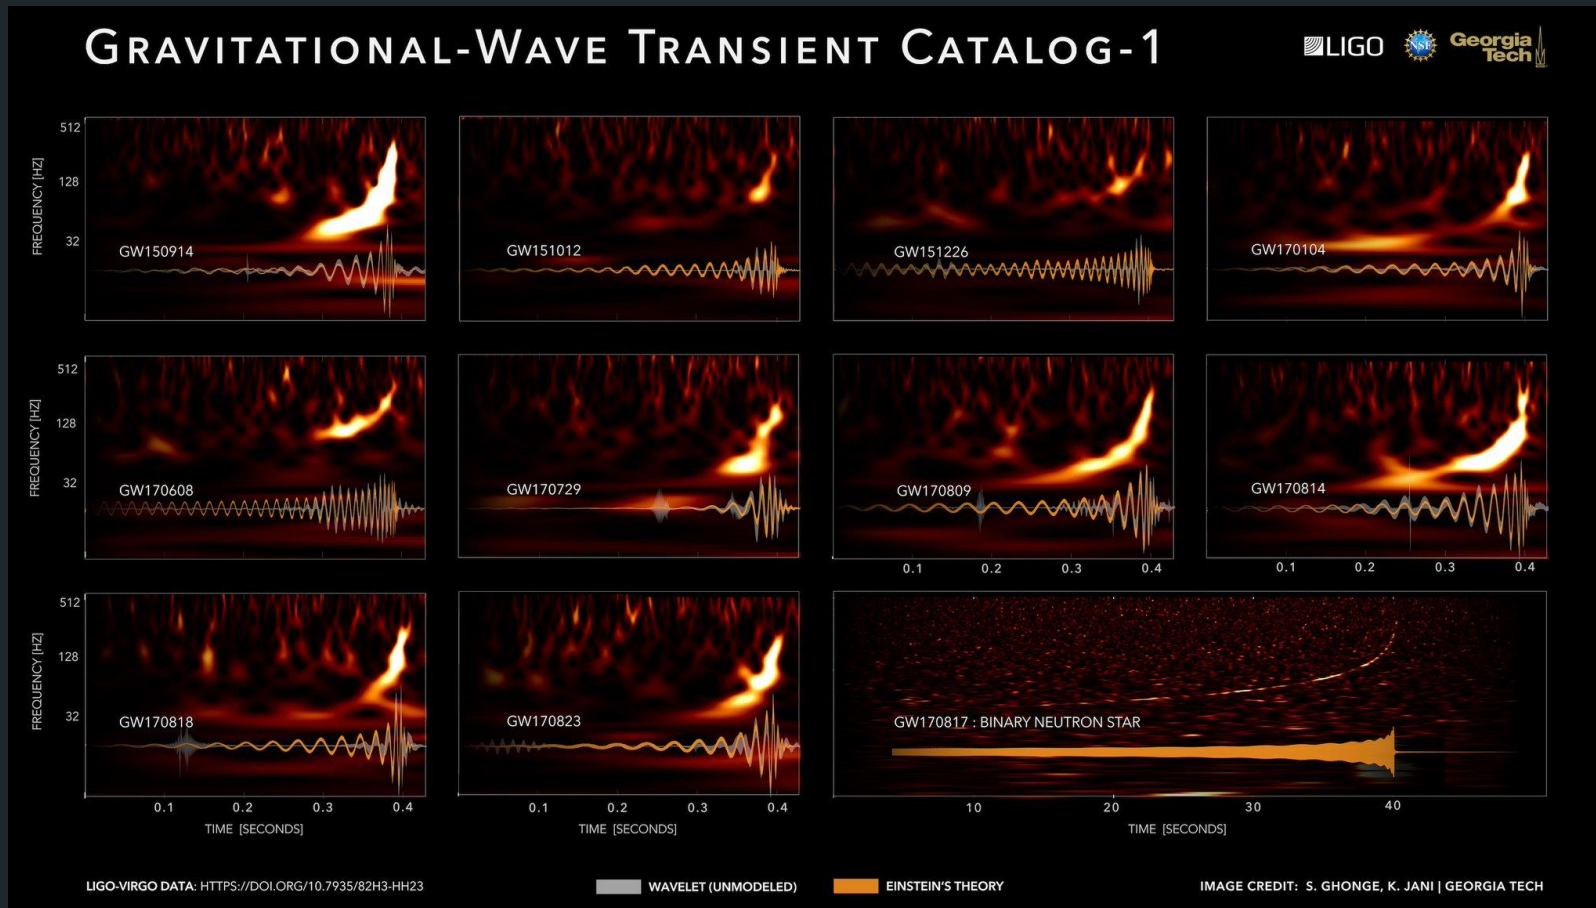 GRAVITATIONAL-WAVE TRANSIENT CATALOG-1
LIGO
NSF
Georgia
Tech
FREQUENCY [HZ]
512
128
32
GW150914
GW151012
GW151226
GW170104
FREQUENCY [HZ]
512
128
32
GW170608
GW170729
GW170809
0.1 0.2 0.3 0.4
GW170814
0.1 0.2 0.3 0.4
FREQUENCY [HZ]
512
128
32
GW170818
0.1 0.2 0.3 0.4
TIME [SECONDS]
GW170823
0.1 0.2 0.3 0.4
TIME [SECONDS]
GW170817 : BINARY NEUTRON STAR
10 20 30 40
TIME [SECONDS]
LIGO-VIRGO DATA: HTTPS://DOI.ORG/10.7935/82H3-HH23
WAVELET (UNMODELED)
EINSTEIN'S THEORY
IMAGE CREDIT: S. GHONGE, K. JANI | GEORGIA TECH